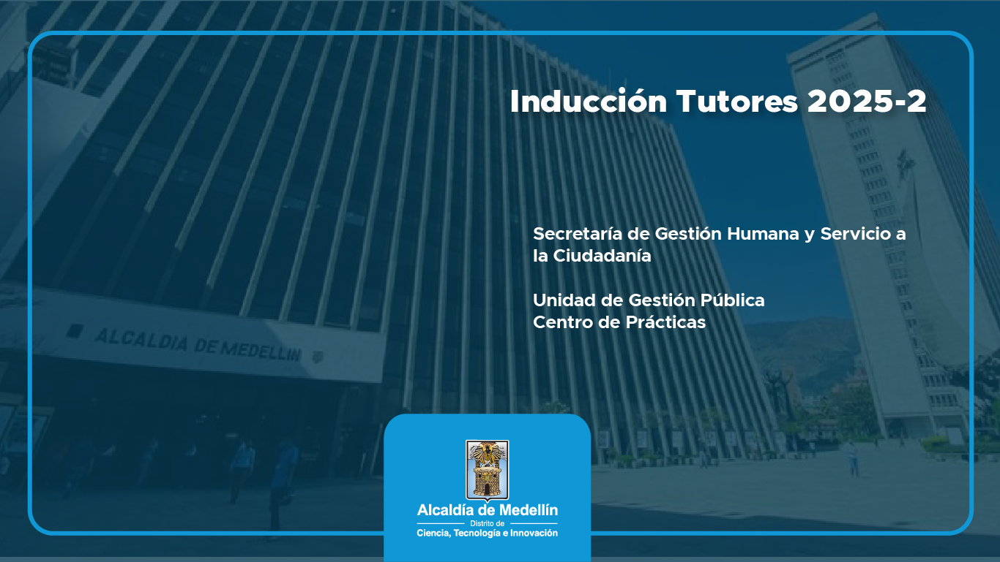 Inducción Tutores 2025-2
Secretaría de Gestión Humana y Servicio a
la Ciudadanía
Unidad de Gestión Pública
Centro de Prácticas
ALCALDIA DE MEDELLIN
Alcaldía de Medellín
Distrito de
Ciencia, Tecnología e Innovación